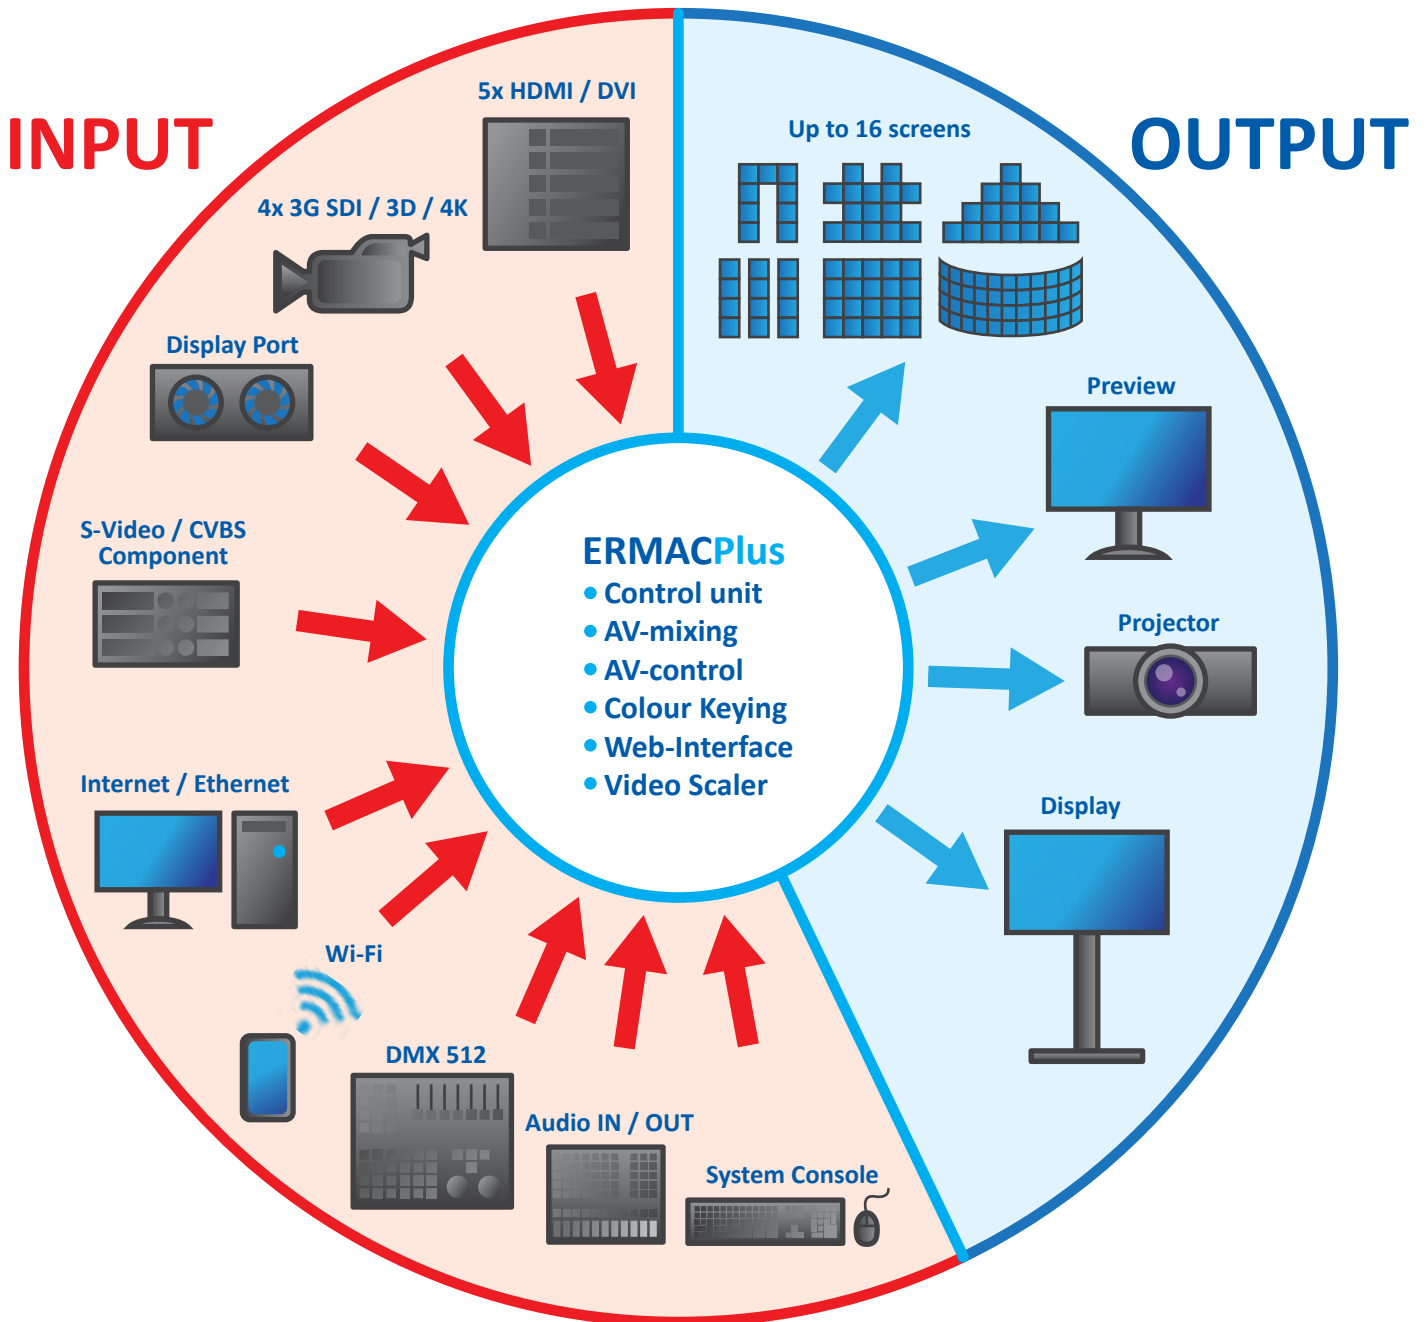 INPUT
5x HDMI / DVI
4x 3G SDI / 3D / 4K
Display Port
S-Video / CVBS
Component
Internet / Ethernet
Wi-Fi
DMX 512
Audio IN / OUT
System Console
ERMACPlus
• Control unit
• AV-mixing
• AV-control
• Colour Keying
• Web-Interface
• Video Scaler
OUTPUT
Up to 16 screens
Preview
Projector
Display